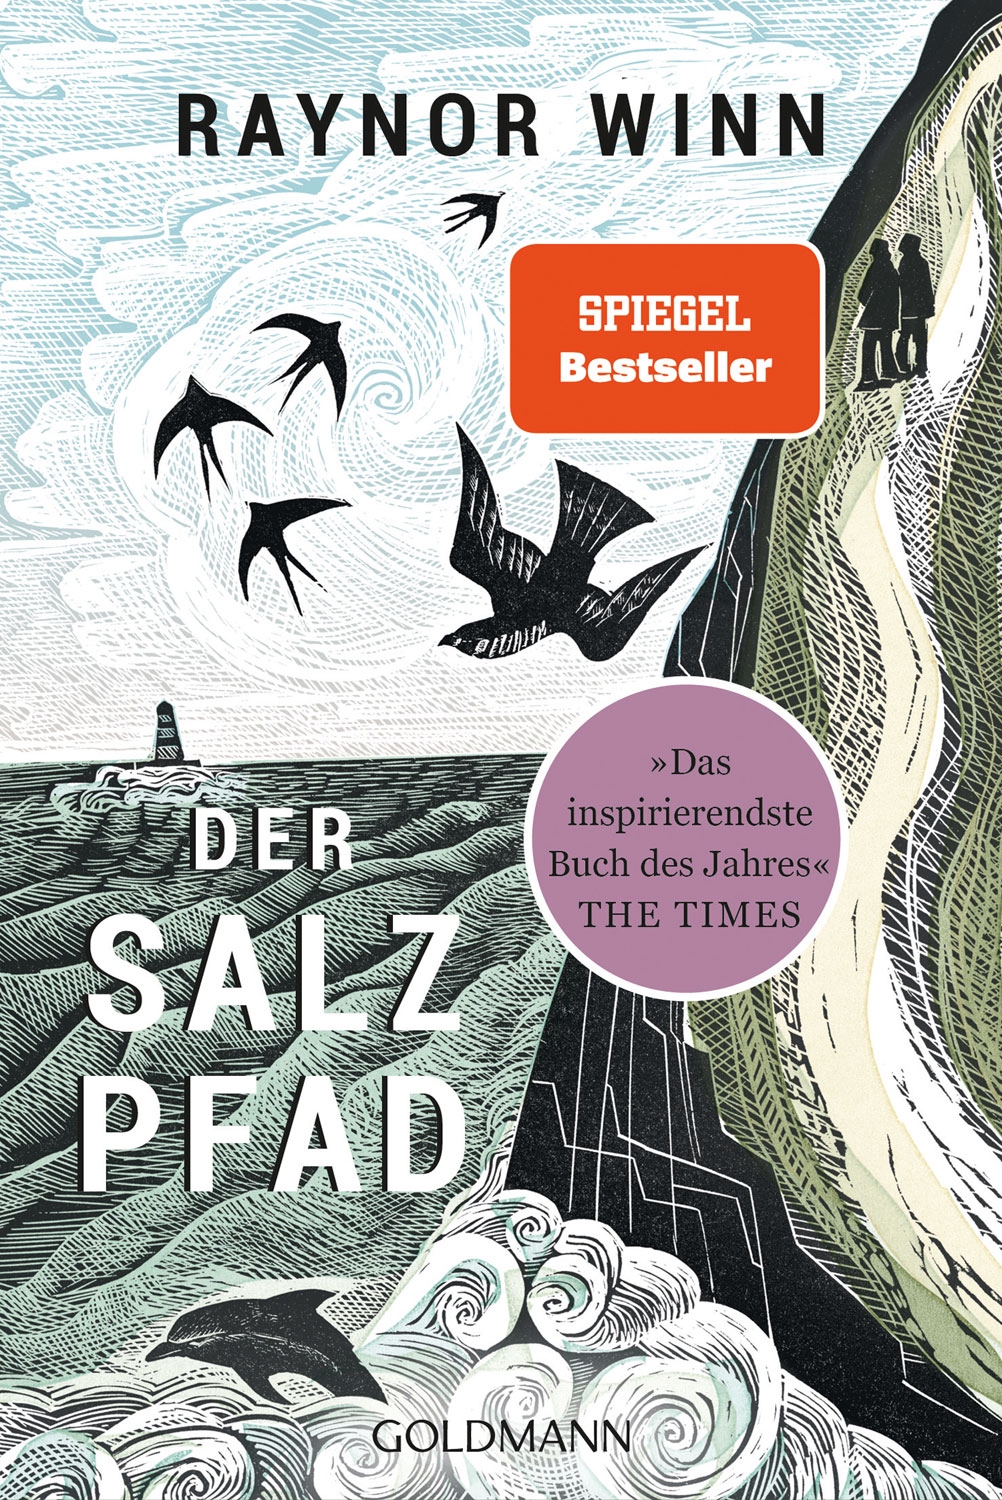 RAYNOR WINN
SPIEGEL
Bestseller
»Das
inspirierendste
Buch des Jahres«
THE TIMES
DER
SALZ
PFAD
GOLDMANN